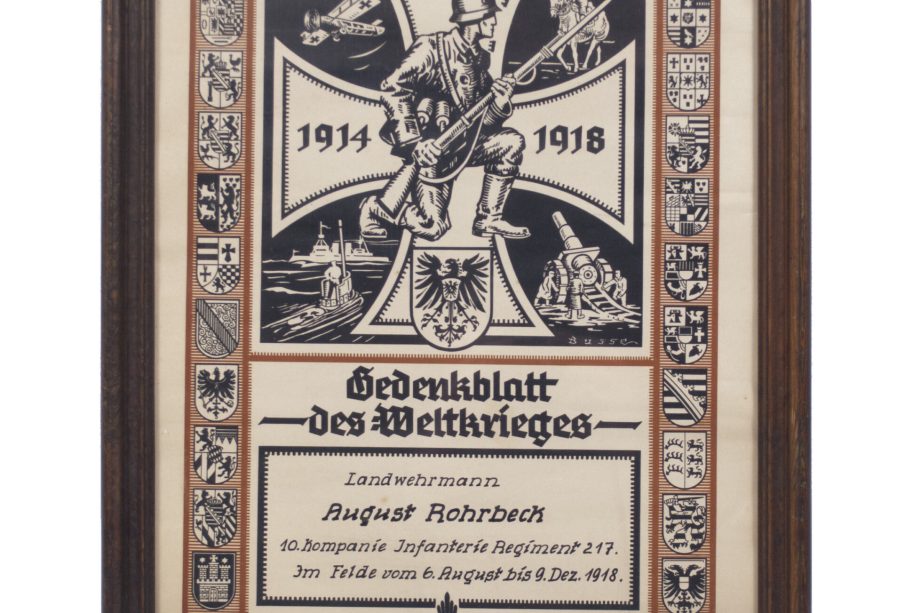 1914 1918
Busse
Gedenkblatt
des Weltkrieges
Landwehrmann
August Rohrbeck
10. Kompanie Infanterie Regiment 217.
Im Felde vom 6. August bis 9. Dez. 1918.